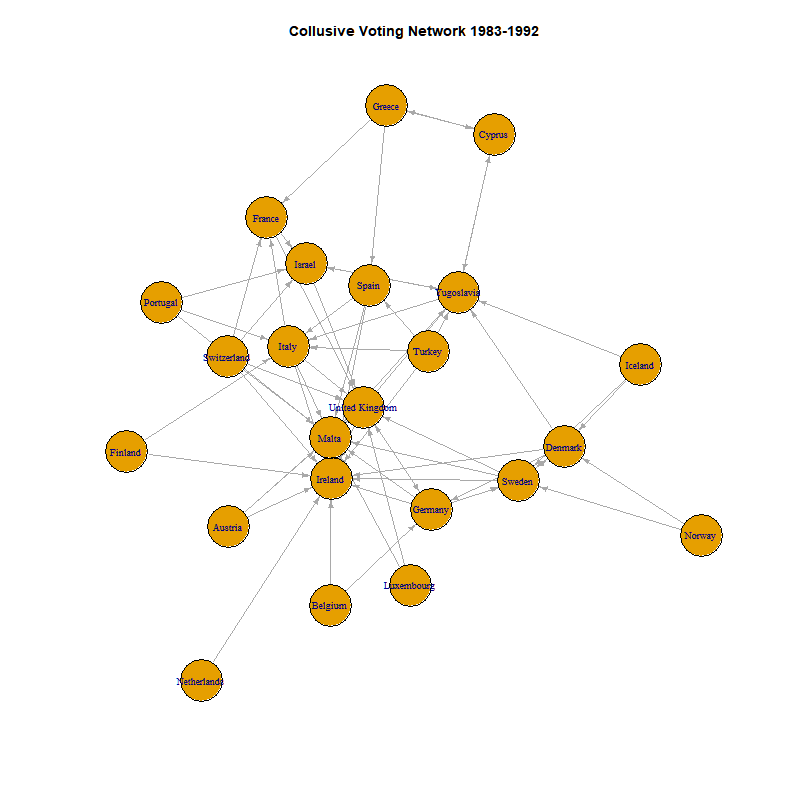 Collusive Voting Network 1983-1992
Greece
Cyprus
France
Israel
Spain
Yugoslavia
Portugal
Italy
Turkey
Switzerland
Iceland
United Kingdom
Malta
Denmark
Finland
Ireland
Sweden
Germany
Austria
Norway
Luxembourg
Belgium
Netherlands